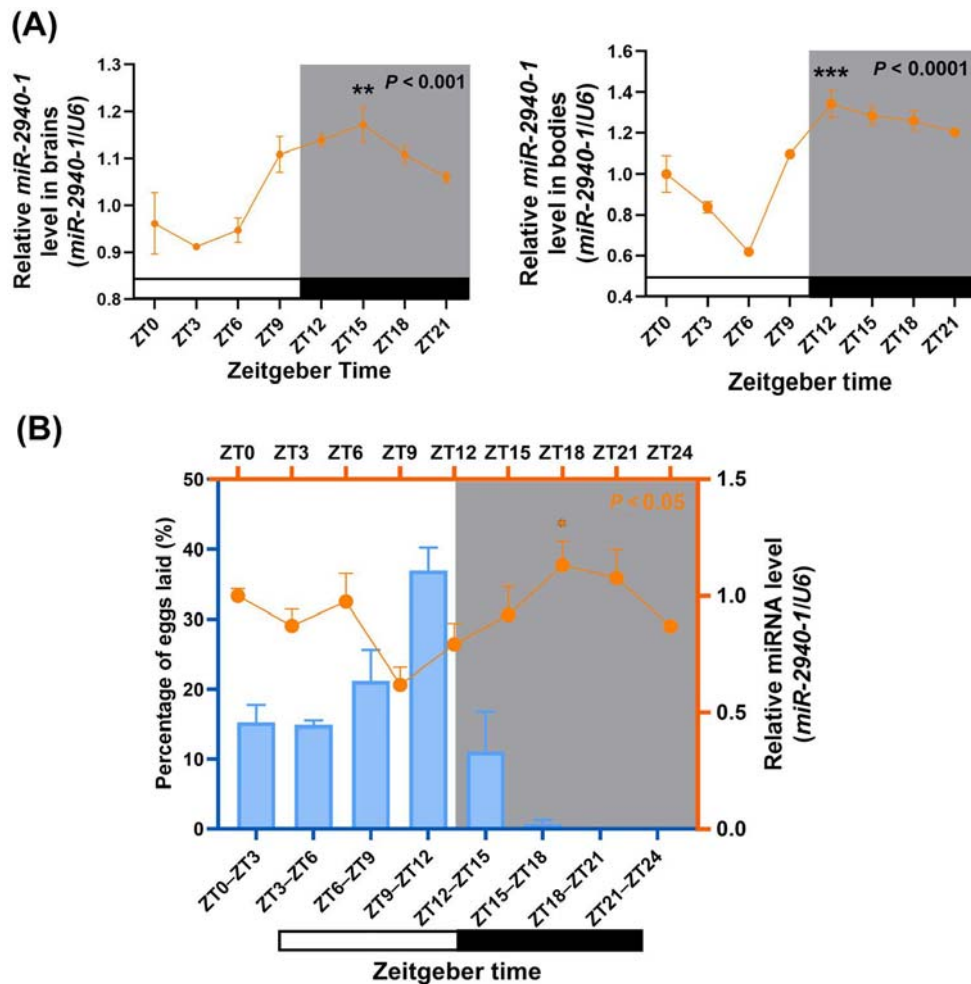 (A)
Relative miR-2940-1
level in brains
(miR-2940-1/U6)
1.3
1.2
1.1
1.0
0.9
0.8
**
P < 0.001
ZT0
ZT3
ZT6
ZT9
ZT12
ZT15
ZT18
ZT21
Zeitgeber Time
Relative miR-2940-1
level in bodies
(miR-2940-1/U6)
1.6
1.4
1.2
1.0
0.8
0.6
0.4
***
P < 0.0001
ZT0
ZT3
ZT6
ZT9
ZT12
ZT15
ZT18
ZT21
Zeitgeber time
(B)
ZT0 ZT3 ZT6 ZT9 ZT12 ZT15 ZT18 ZT21 ZT24
Percentage of eggs laid (%)
50
40
30
20
10
0
P < 0.05
*
1.5
1.0
0.5
0.0
Relative miRNA level
(miR-2940-1/U6)
ZT0–ZT3
ZT3–ZT6
ZT6–ZT9
ZT9–ZT12
ZT12–ZT15
ZT15–ZT18
ZT18–ZT21
ZT21–ZT24
Zeitgeber time